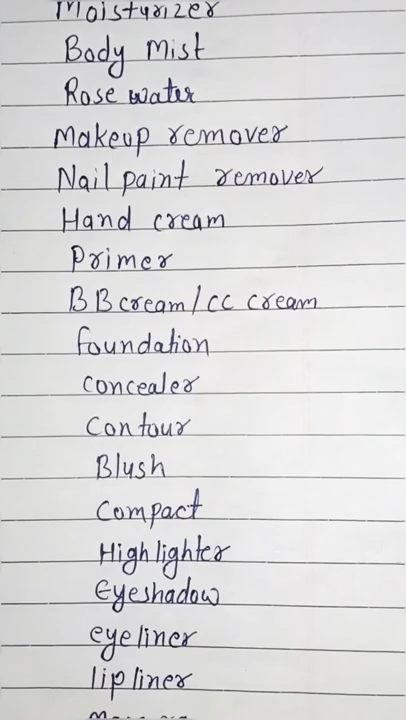 Moisturizer
Body Mist
Rose water
Makeup remover
Nail paint remover
Hand cream
Primer
BB cream/CC cream
foundation
concealer
Contour
Blush
Compact
Highlighter
Eyeshadow
eyeliner
lip liner